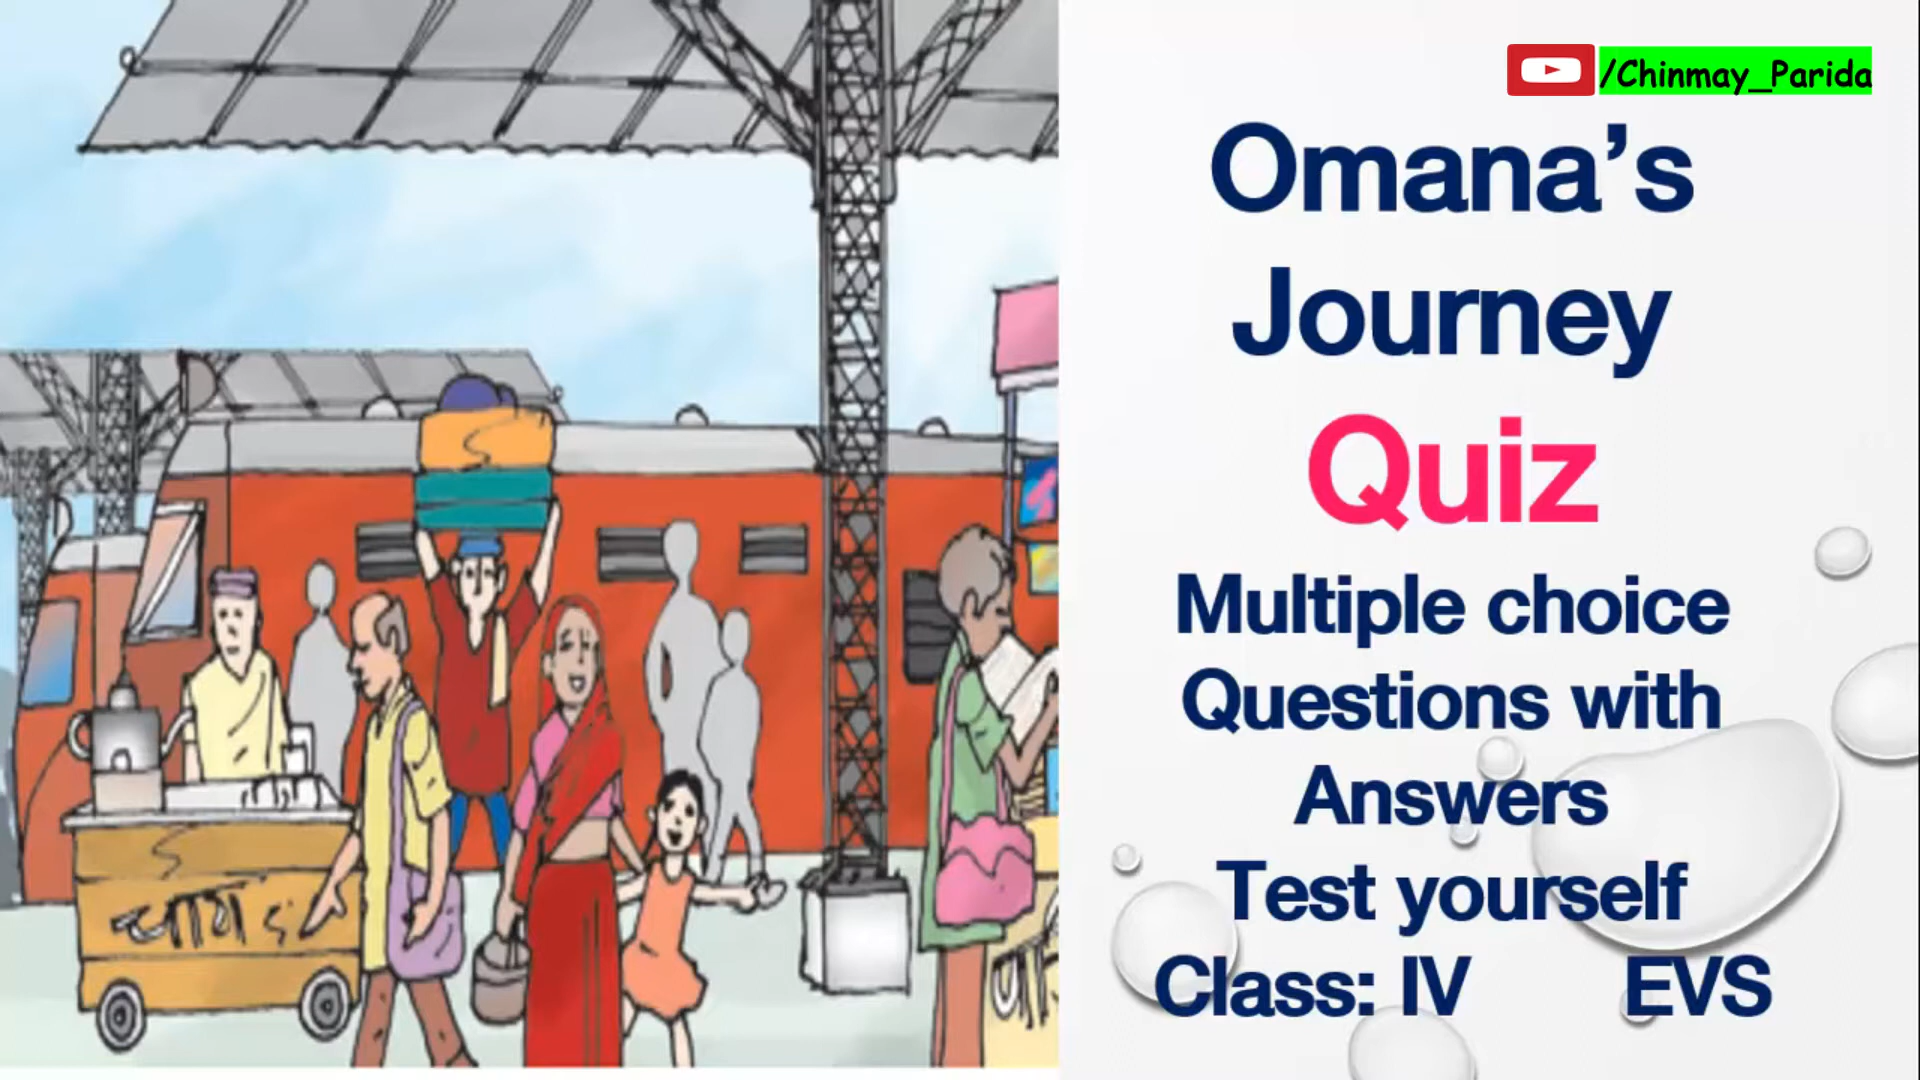 /Chinmay_Parida
Omana’s
Journey
Quiz
Multiple choice
Questions with
Answers
Test yourself
Class: IV EVS